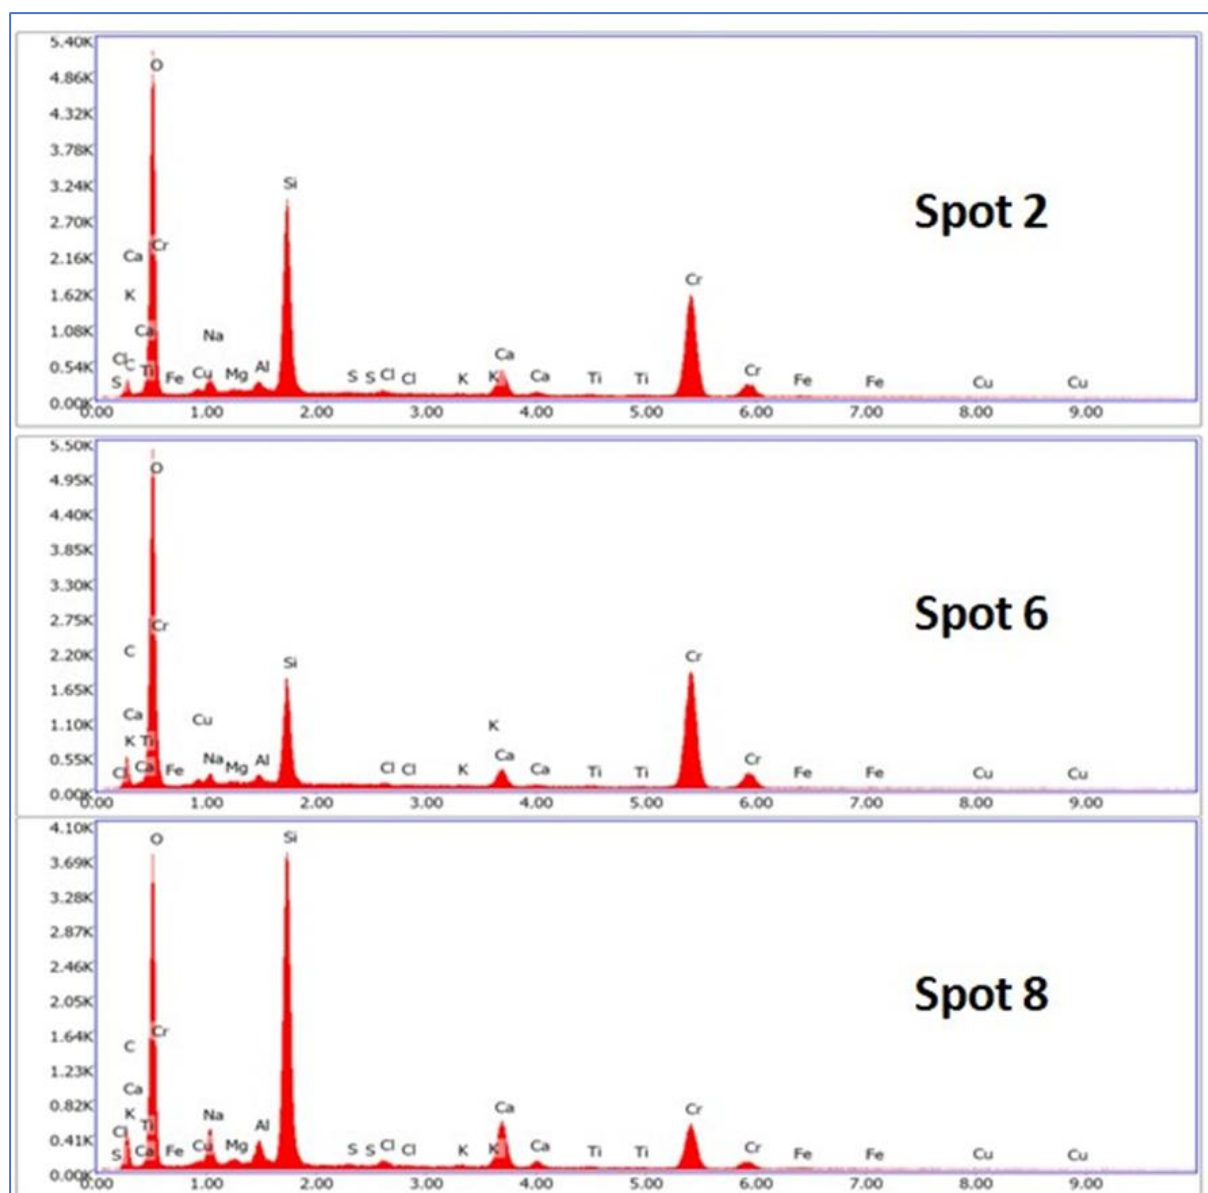 5.40K
O
4.86K
4.32K
3.78K
3.24K
Si
Spot 2
2.70K
Cr
2.16K
Ca
Cr
1.62K
K
1.08K
Ca
Na
Ca
0.54K
Cl
C
Ti
Fe
Cu
Mg
Al
S
S
S
Cl
Cl
K
K
Ca
Ti
Ti
Cr
Fe
Fe
Cu
Cu
0.00K
0.00
1.00
2.00
3.00
4.00
5.00
6.00
7.00
8.00
9.00
5.50K
O
4.95K
4.40K
3.85K
3.30K
Spot 6
2.75K
Cr
2.20K
C
Si
Cr
1.65K
1.10K
Ca
Cu
K
0.55K
K
Ti
Na
Ca
Cr
Cl
Ca
Fe
Mg
Al
Cl
Cl
K
Ca
Ti
Ti
Fe
Fe
Cu
Cu
0.00K
0.00
1.00
2.00
3.00
4.00
5.00
6.00
7.00
8.00
9.00
4.10K
O
Si
3.69K
3.28K
2.87K
2.46K
Spot 8
2.05K
1.64K
Cr
C
1.23K
Ca
0.82K
K
Na
Ca
Cr
0.41K
Cl
Ti
Al
S
Ca
Fe
Cu
Mg
S
S
Cl
Cl
K
K
Ca
Ti
Ti
Cr
Fe
Fe
Cu
Cu
0.00K
0.00
1.00
2.00
3.00
4.00
5.00
6.00
7.00
8.00
9.00